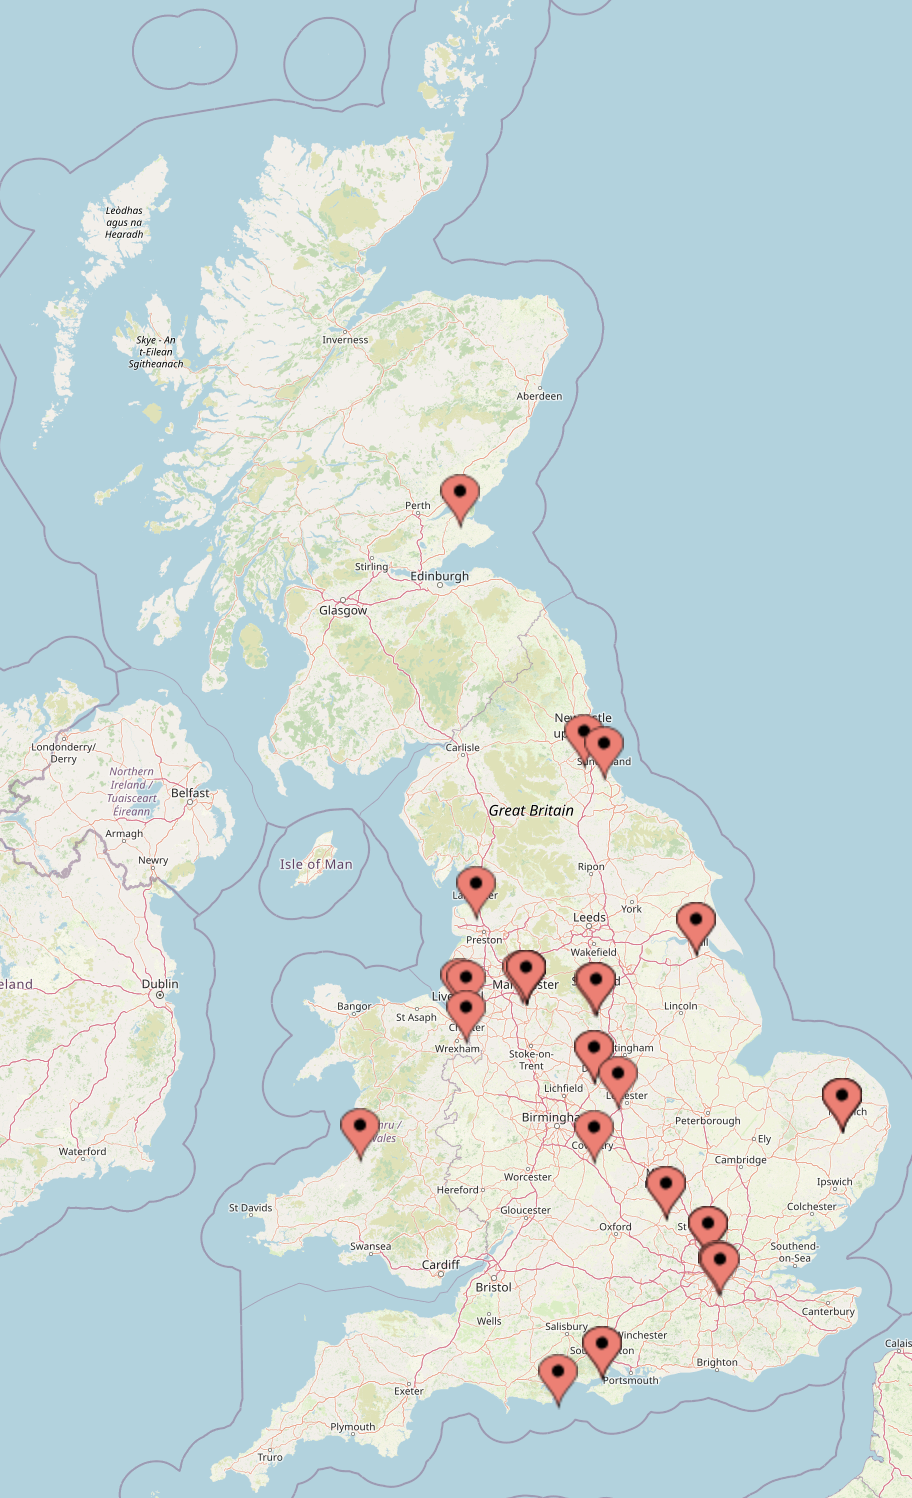 Leòdhas
agus na
Hearadh
Inverness
Skye - An
t-Eilean
Sgitheanach
Aberdeen
Perth
Stirling
Edinburgh
Glasgow
Londonderry/
Derry
Northern
Ireland /
Tuaisceart
Éireann
Belfast
Armagh
Newry
Carlisle
Great Britain
Isle of Man
Ripon
York
Leeds
Preston
Wakefield
Dublin
Bangor
St Asaph
Lincoln
Wrexham
Stoke-on-
Trent
Lichfield
Birmingha
Peterborough
Ely
Cambridge
Waterford
St Davids
Hereford
Worcester
Ipswich
Colchester
Gloucester
Oxford
Swansea
Cardiff
Bristol
Southend-
on-Sea
Canterbury
Wells
Salisbury
Brighton
Calais
Portsmouth
Exeter
Plymouth
Truro